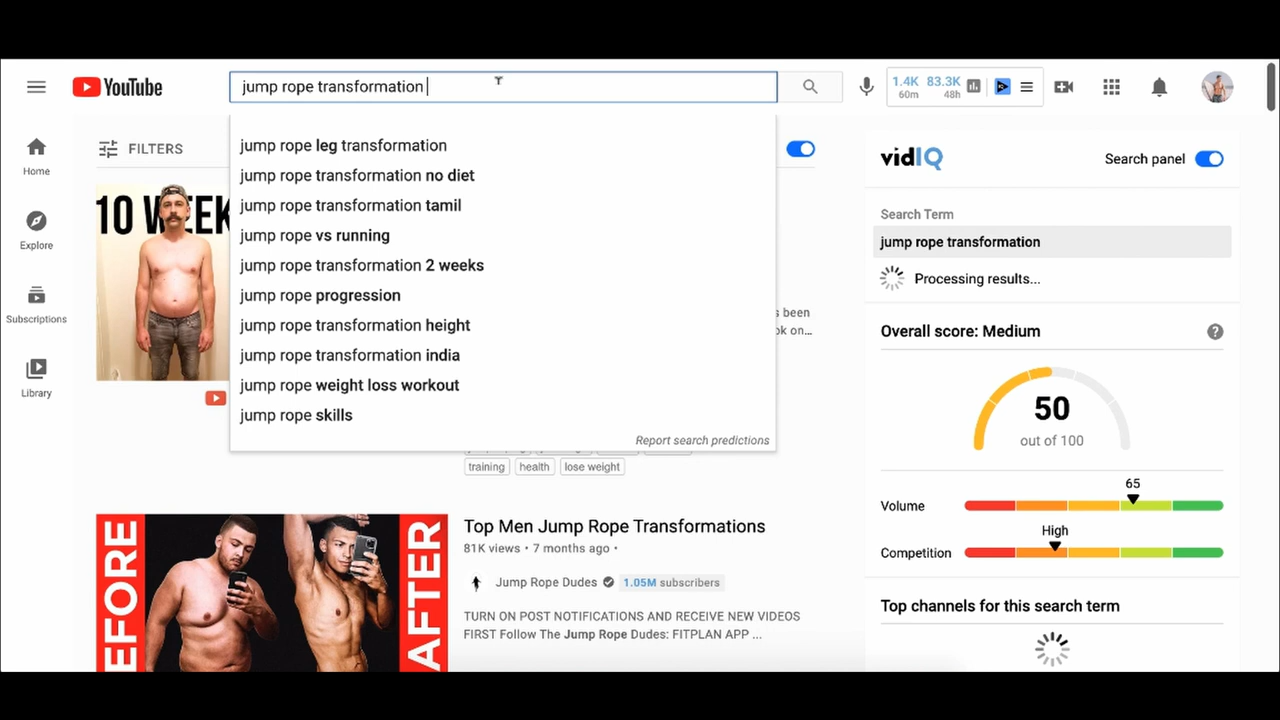 YouTube
jump rope transformation
1.4K 83.3K
60m 48h
Home
Explore
Subscriptions
Library
FILTERS
10 WEEK
jump rope leg transformation
jump rope transformation no diet
jump rope transformation tamil
jump rope vs running
jump rope transformation 2 weeks
jump rope progression
jump rope transformation height
jump rope transformation india
jump rope weight loss workout
jump rope skills
Report search predictions
been
training health lose weight
BEFORE
AFTER
Top Men Jump Rope Transformations
81K views • 7 months ago •
Jump Rope Dudes 1.05M subscribers
TURN ON POST NOTIFICATIONS AND RECEIVE NEW VIDEOS
FIRST Follow The Jump Rope Dudes: FITPLAN APP ...
vidIQ
Search panel
Search Term
jump rope transformation
Processing results...
Overall score: Medium ?
50
out of 100
65
Volume
High
Competition
Top channels for this search term